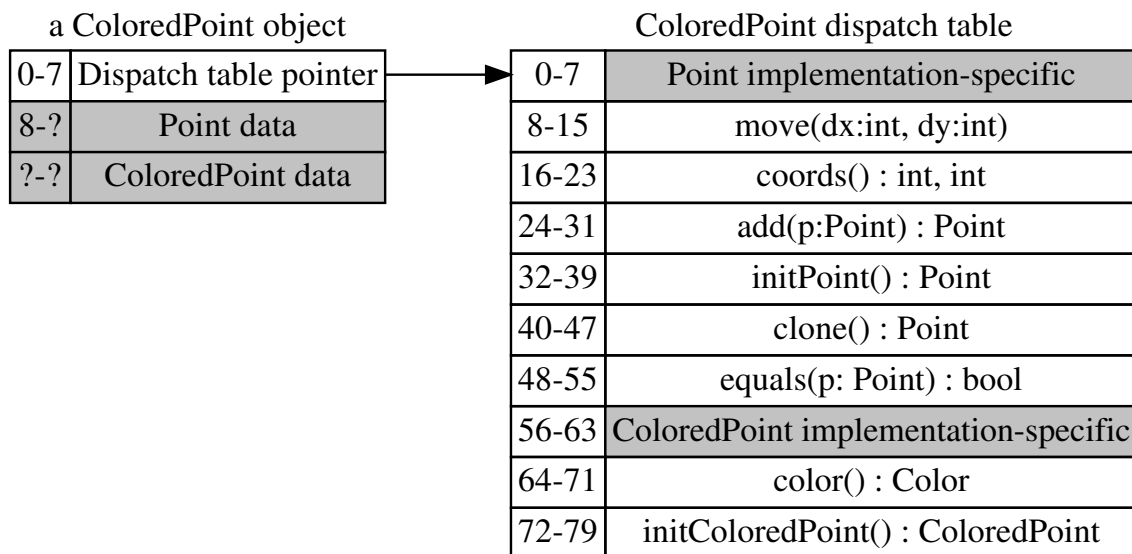 a ColoredPoint object
0-7 Dispatch table pointer
8-? Point data
?-? ColoredPoint data
ColoredPoint dispatch table
0-7 Point implementation-specific
8-15 move(dx:int, dy:int)
16-23 coords() : int, int
24-31 add(p:Point) : Point
32-39 initPoint() : Point
40-47 clone() : Point
48-55 equals(p: Point) : bool
56-63 ColoredPoint implementation-specific
64-71 color() : Color
72-79 initColoredPoint() : ColoredPoint